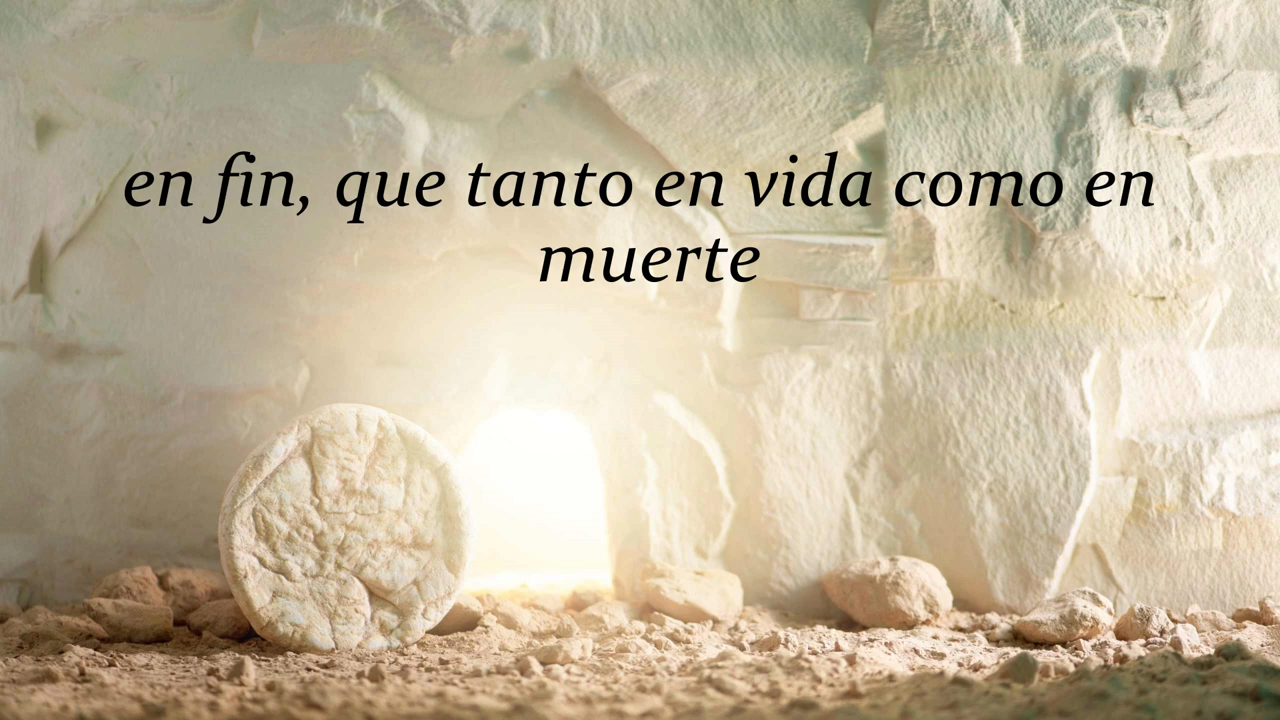 en fin, que tanto en vida como en
muerte